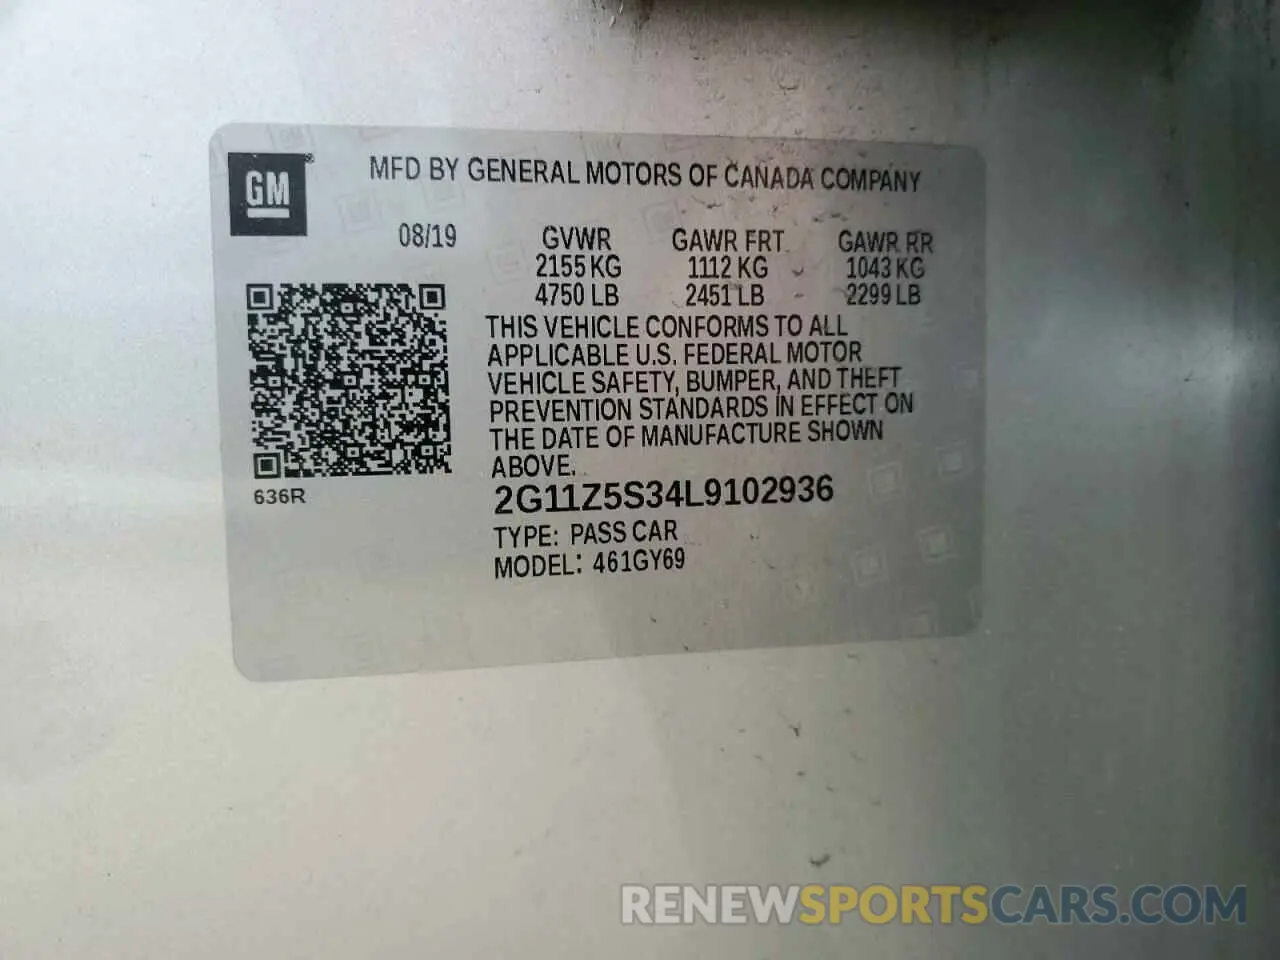 GM®
MFD BY GENERAL MOTORS OF CANADA COMPANY
08/19 GVWR GAWR FRT GAWR RR
2155 KG 1112 KG 1043 KG
4750 LB 2451 LB 2299 LB
THIS VEHICLE CONFORMS TO ALL
APPLICABLE U.S. FEDERAL MOTOR
VEHICLE SAFETY, BUMPER, AND THEFT
PREVENTION STANDARDS IN EFFECT ON
THE DATE OF MANUFACTURE SHOWN
ABOVE.
636R
2G11Z5S34L9102936
TYPE: PASS CAR
MODEL: 461GY69
RENEWSPORTSCARS.COM